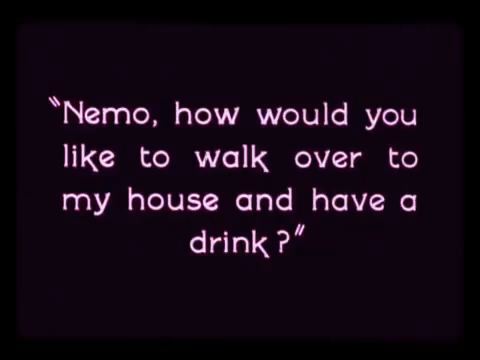 "Nemo, how would you
like to walk over to
my house and have a
drink?"